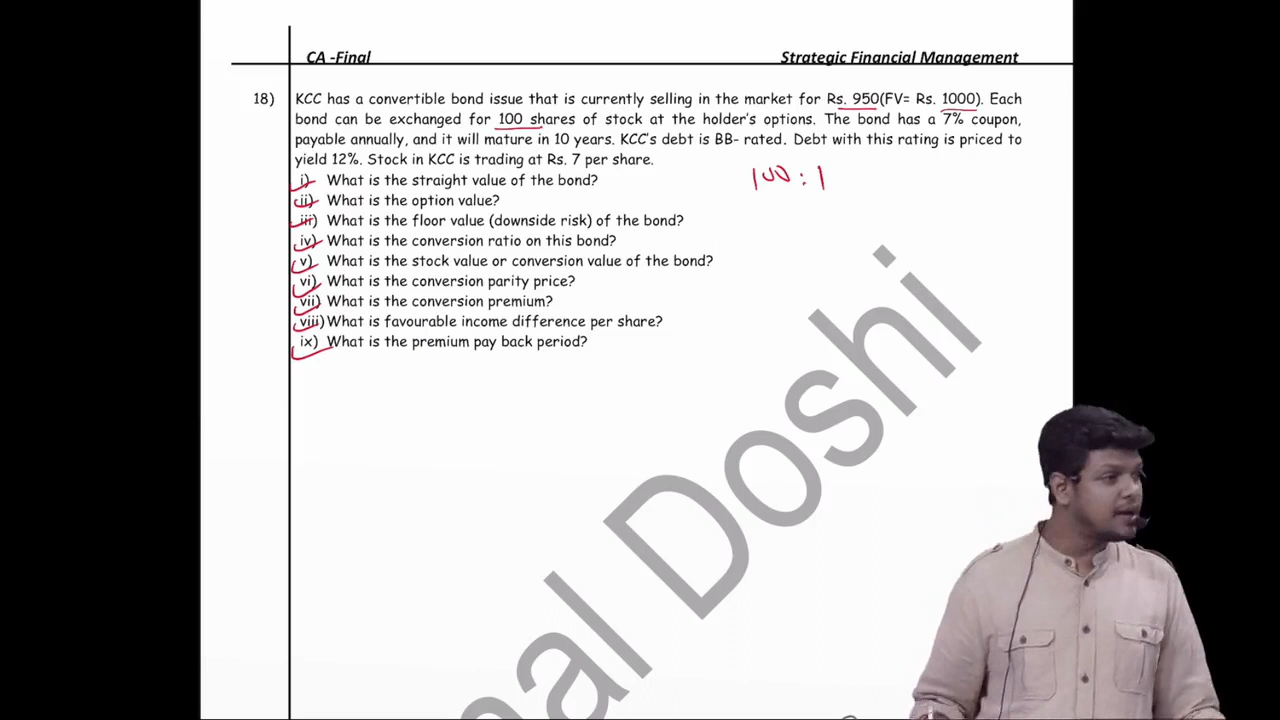 CA -Final
Strategic Financial Management
18) KCC has a convertible bond issue that is currently selling in the market for Rs. 950(FV= Rs. 1000). Each
bond can be exchanged for 100 shares of stock at the holder's options. The bond has a 7% coupon,
payable annually, and it will mature in 10 years. KCC's debt is BB- rated. Debt with this rating is priced to
yield 12%. Stock in KCC is trading at Rs. 7 per share.
100 : 1
i) What is the straight value of the bond?
ii) What is the option value?
iii) What is the floor value (downside risk) of the bond?
iv) What is the conversion ratio on this bond?
v) What is the stock value or conversion value of the bond?
vi) What is the conversion parity price?
vii) What is the conversion premium?
viii) What is favourable income difference per share?
ix) What is the premium pay back period?
nal Doshi